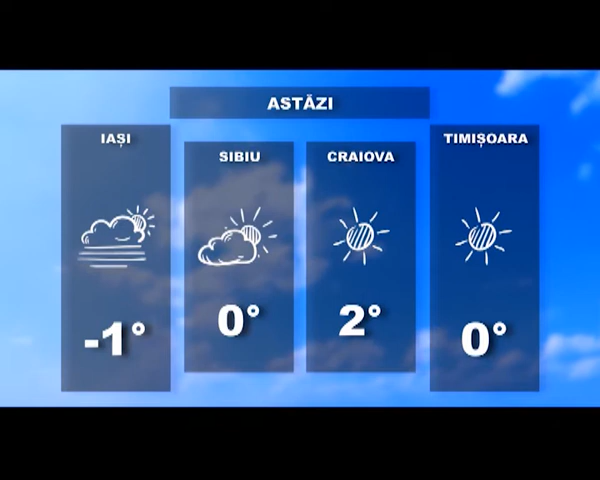 ASTĂZI
IAȘI
-1°
SIBIU
0°
CRAIOVA
2°
TIMIȘOARA
0°